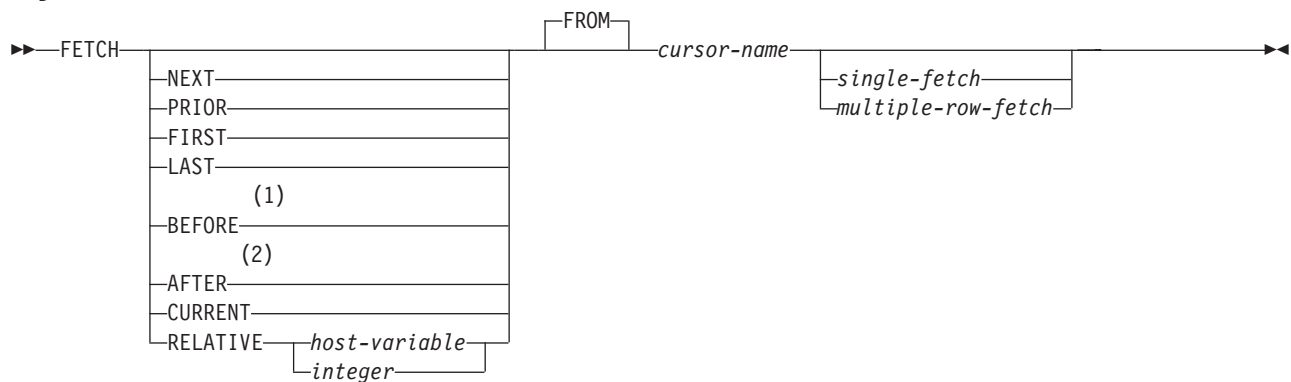 FROM
FETCH cursor-name
NEXT single-fetch
PRIOR multiple-row-fetch
FIRST
LAST
(1)
BEFORE
(2)
AFTER
CURRENT
RELATIVE host-variable
integer